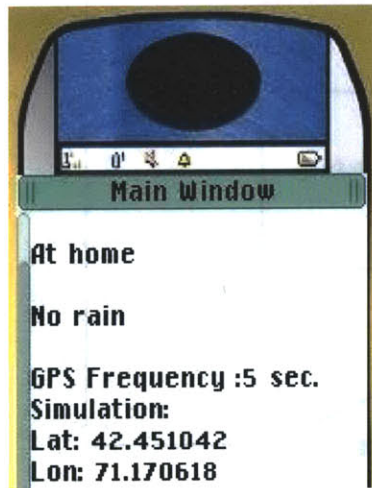 Main Window
At home
No rain
GPS Frequency :5 sec.
Simulation:
Lat: 42.451042
Lon: 71.170618